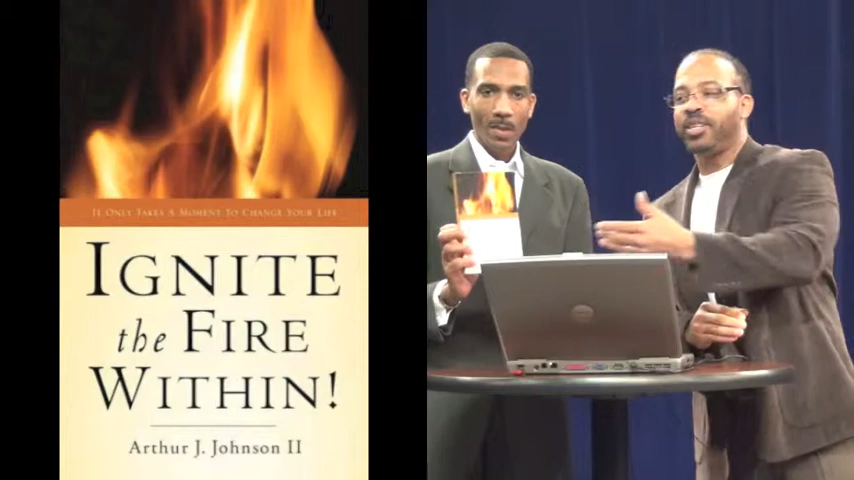 IT ONLY TAKES A MOMENT TO CHANGE YOUR LIFE
IGNITE
the FIRE
WITHIN!
Arthur J. Johnson II